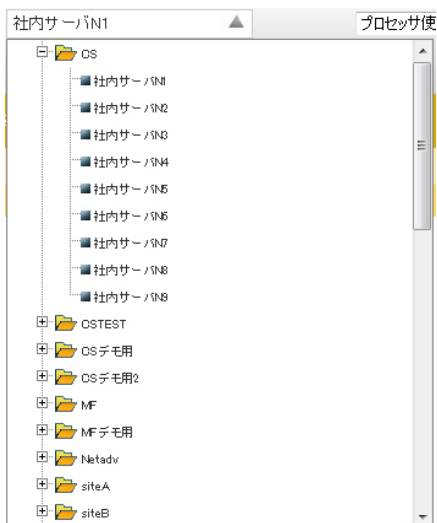 社内サーバN1
プロセッサ使
CS
社内サーバN1
社内サーバN2
社内サーバN3
社内サーバN4
社内サーバN5
社内サーバN6
社内サーバN7
社内サーバN8
社内サーバN9
CSTEST
CSデモ用
CSデモ用2
MF
MFデモ用
Netadv
siteA
siteB